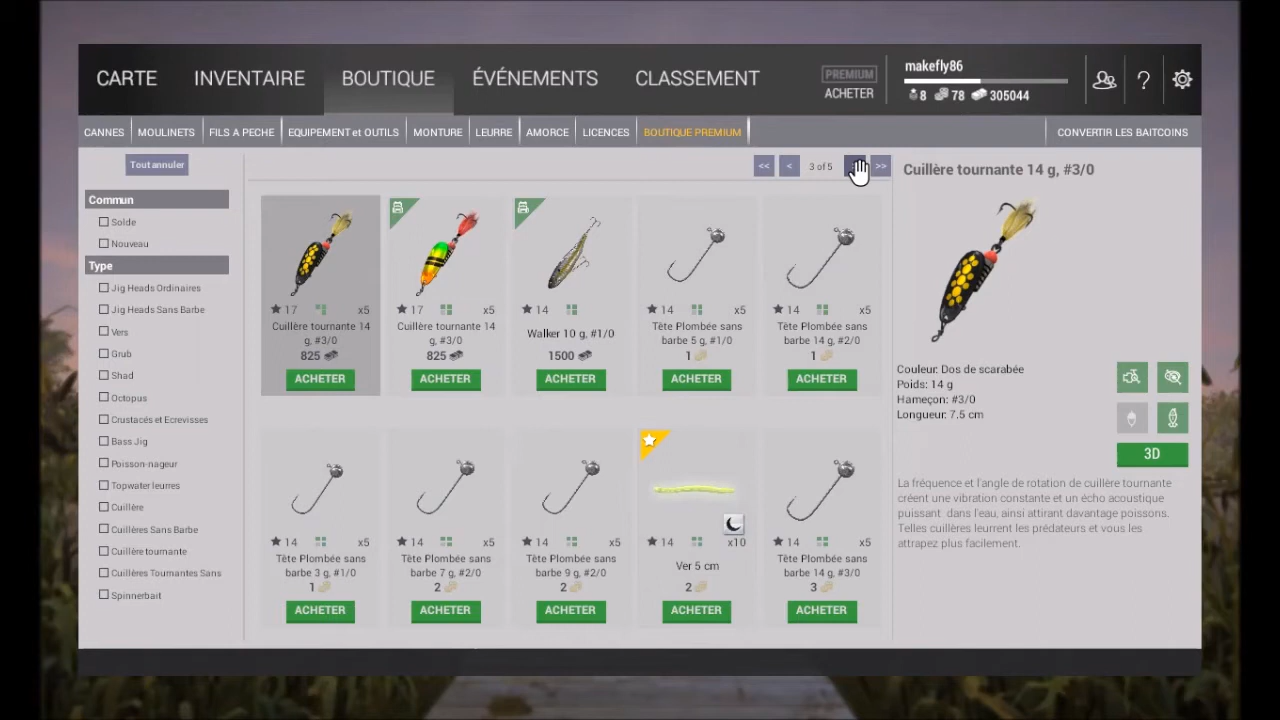 CARTE INVENTAIRE BOUTIQUE ÉVÉNEMENTS CLASSEMENT PREMIUM ACHETER
makefly86
8 78 305044
CANNES MOULINETS FILS A PECHE EQUIPEMENT et OUTILS MONTURE LEURRE AMORCE LICENCES BOUTIQUE PREMIUM CONVERTIR LES BAITCOINS
Tout annuler
Commun
Solde
Nouveau
Type
Jig Heads Ordinaires
Jig Heads Sans Barbe
Vers
Grub
Shad
Octopus
Crustacés et Ecrevisses
Bass Jig
Poisson-nageur
Topwater leurres
Cuillère
Cuillères Sans Barbe
Cuillère tournante
Cuillères Tournantes Sans
Spinnerbait
<< < 3 of 5 >>
17 x5
Cuillère tournante 14
g, #3/0
825
ACHETER
17 x5
Cuillère tournante 14
g, #3/0
825
ACHETER
14
Walker 10 g, #1/0
1500
ACHETER
14 x5
Tête Plombée sans
barbe 5 g, #1/0
1
ACHETER
14 x5
Tête Plombée sans
barbe 14 g, #2/0
1
ACHETER
14 x5
Tête Plombée sans
barbe 3 g, #1/0
1
ACHETER
14 x5
Tête Plombée sans
barbe 7 g, #2/0
2
ACHETER
14 x5
Tête Plombée sans
barbe 9 g, #2/0
2
ACHETER
14 x10
Ver 5 cm
2
ACHETER
14 x5
Tête Plombée sans
barbe 14 g, #3/0
3
ACHETER
Cuillère tournante 14 g, #3/0
Couleur: Dos de scarabée
Poids: 14 g
Hameçon: #3/0
Longueur: 7.5 cm
3D
La fréquence et l'angle de rotation de cuillère tournante
créent une vibration constante et un écho acoustique
puissant dans l'eau, ainsi attirant davantage poissons.
Telles cuillères leurrent les prédateurs et vous les
attrapez plus facilement.